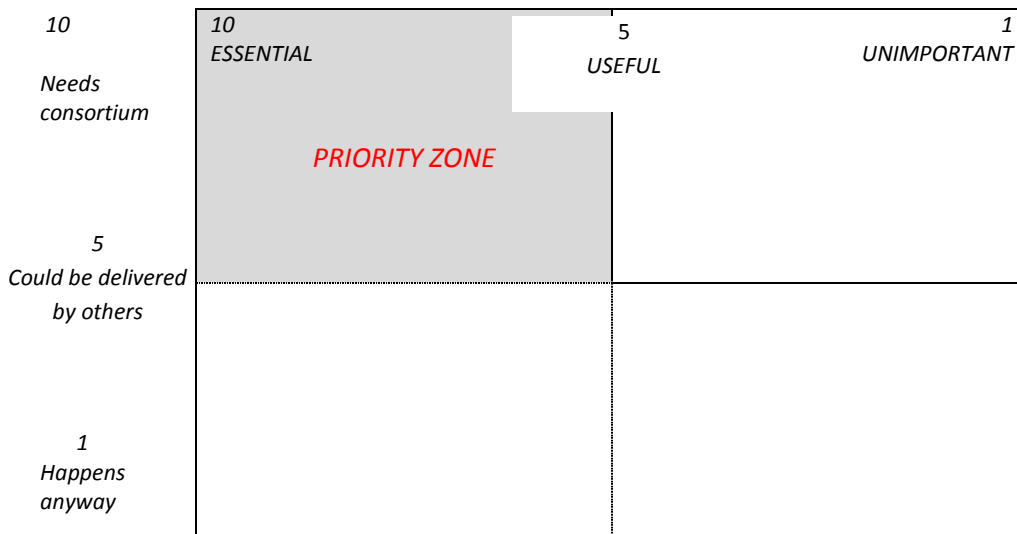 10
Needs
consortium
5
Could be delivered
by others
1
Happens
anyway
10
ESSENTIAL
5
USEFUL
1
UNIMPORTANT
PRIORITY ZONE